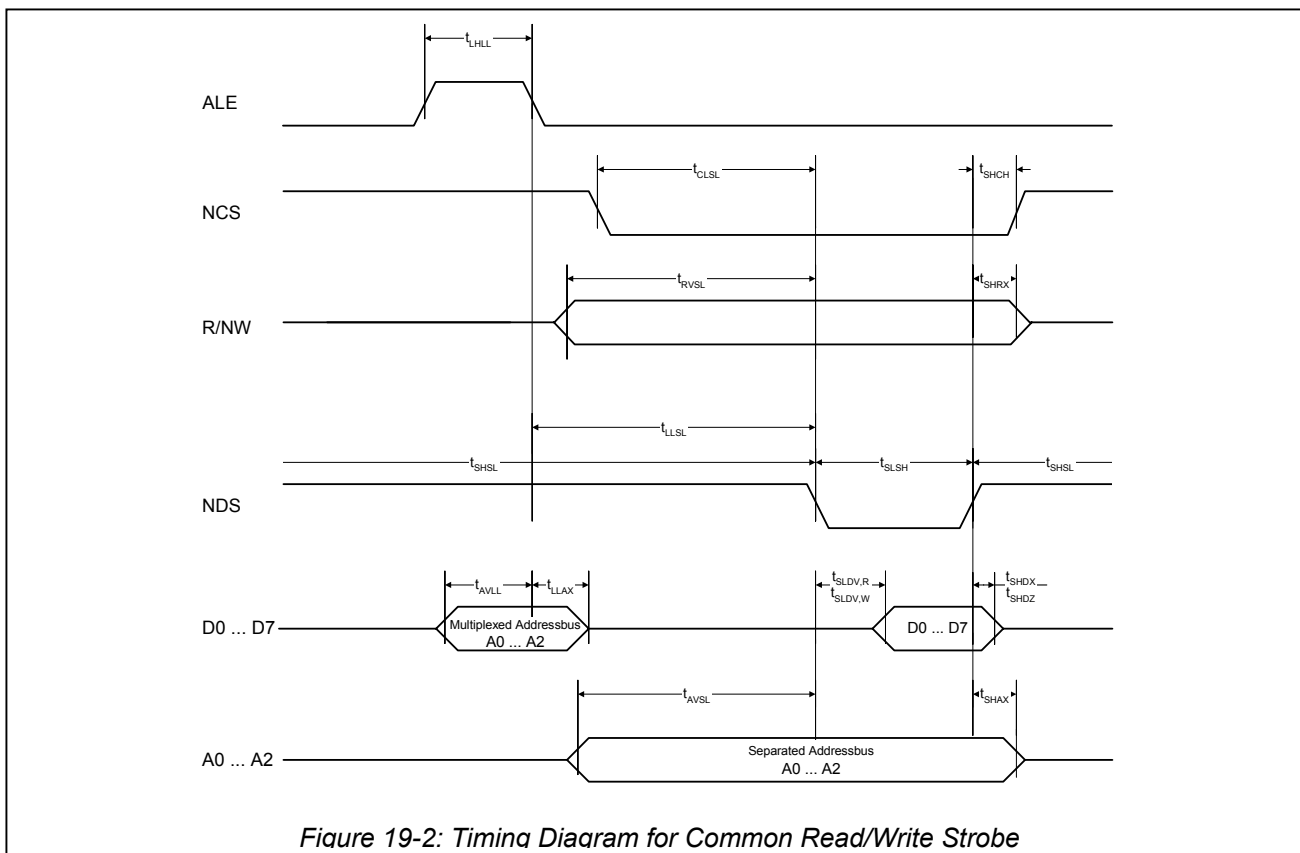 tLHLL
ALE
tCLSL
tSHCH
NCS
tRVSL
tSHRX
R/NW
tLLSL
tSHSL
tSLSH
tSHSL
NDS
tAVLL
tLLAX
tSLDV,R
tSLDV,W
tSHDX
tSHDZ
D0 ... D7
Multiplexed Addressbus
A0 ... A2
D0 ... D7
tAVSL
tSHAX
A0 ... A2
Separated Addressbus
A0 ... A2
Figure 19-2: Timing Diagram for Common Read/Write Strobe